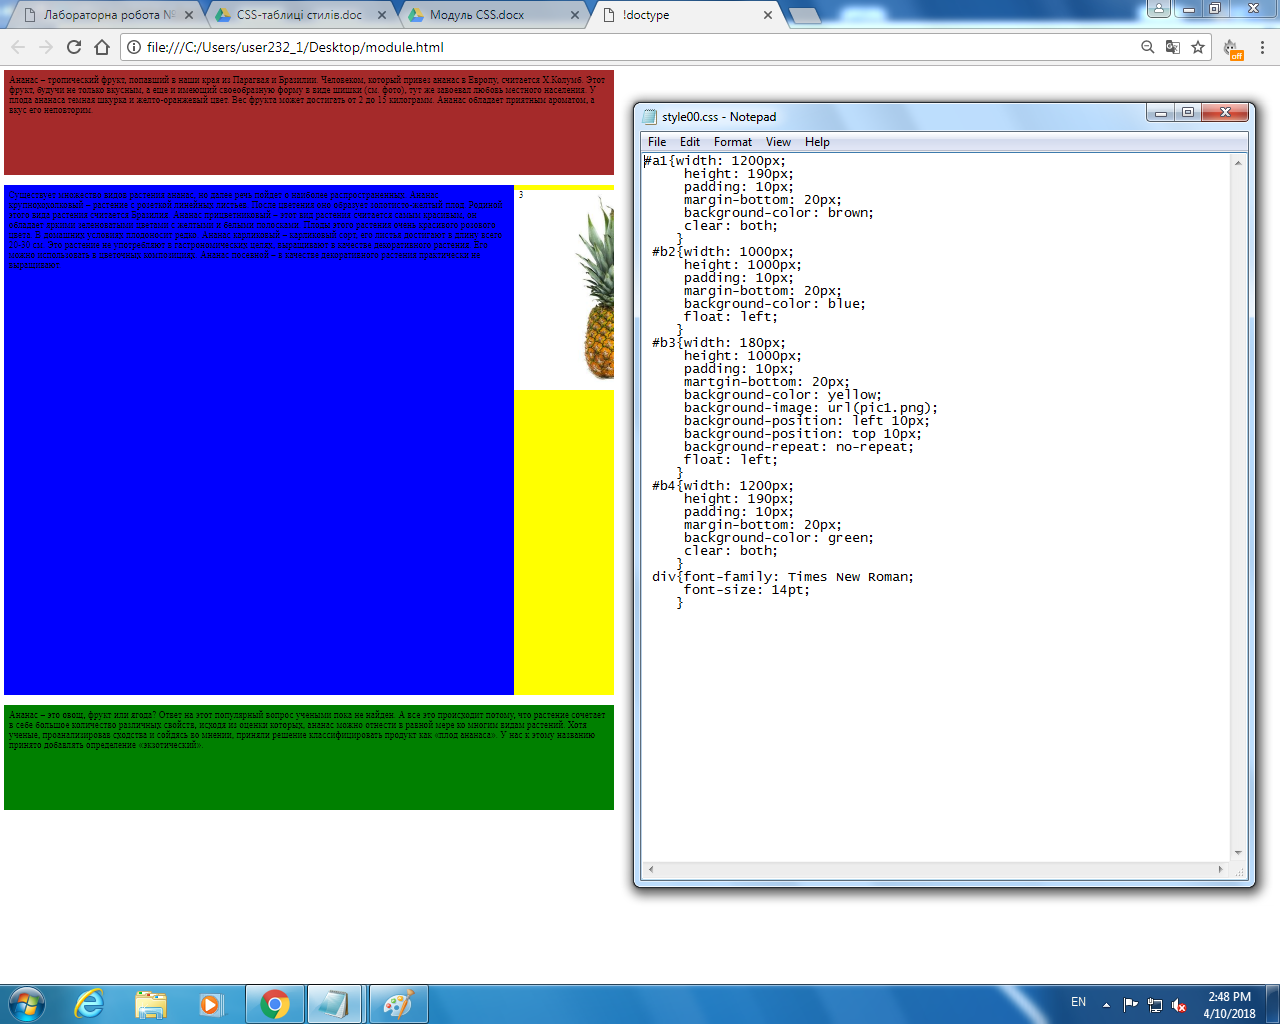 Лабораторна робота №
CSS-таблиці стилів.doc
Модуль CSS.docx
!doctype
file:///C:/Users/user232_1/Desktop/module.html
off
Ананас – тропический фрукт, попавший в наши края из Парагвая и Бразилии. Человеком, который привез ананас в Европу, считается Х.Колумб. Этот
фрукт, будучи не только вкусным, а еще и имеющий своеобразную форму в виде шишки (см. фото), тут же завоевал любовь местного населения. У
плода ананаса темная шкурка и желто-оранжевый цвет. Вес фрукта может достигать от 2 до 15 килограмм. Ананас обладает приятным ароматом, а
вкус его неповторим.
3
Ананас – это овощ, фрукт или ягода? Ответ на этот популярный вопрос учеными пока не найден. А все это происходит потому, что растение сочетает
в себе большое количество различных свойств, исходя из оценки которых, ананас можно отнести в равной мере ко многим видам растений. Хотя
ученые, проанализировав сходства и сойдясь во мнении, приняли решение классифицировать продукт как «плод ананаса». У нас к этому названию
принято добавлять определение «экзотический».
style00.css - Notepad
File Edit Format View Help
#a1{width: 1200px;
height: 190px;
padding: 10px;
margin-bottom: 20px;
background-color: brown;
clear: both;
}
#b2{width: 1000px;
height: 1000px;
padding: 10px;
margin-bottom: 20px;
background-color: blue;
float: left;
}
#b3{width: 180px;
height: 1000px;
padding: 10px;
martgin-bottom: 20px;
background-color: yellow;
background-image: url(pic1.png);
background-position: left 10px;
background-position: top 10px;
background-repeat: no-repeat;
float: left;
}
#b4{width: 1200px;
height: 190px;
padding: 10px;
margin-bottom: 20px;
background-color: green;
clear: both;
}
div{font-family: Times New Roman;
font-size: 14pt;
}
EN
2:48 PM
4/10/2018